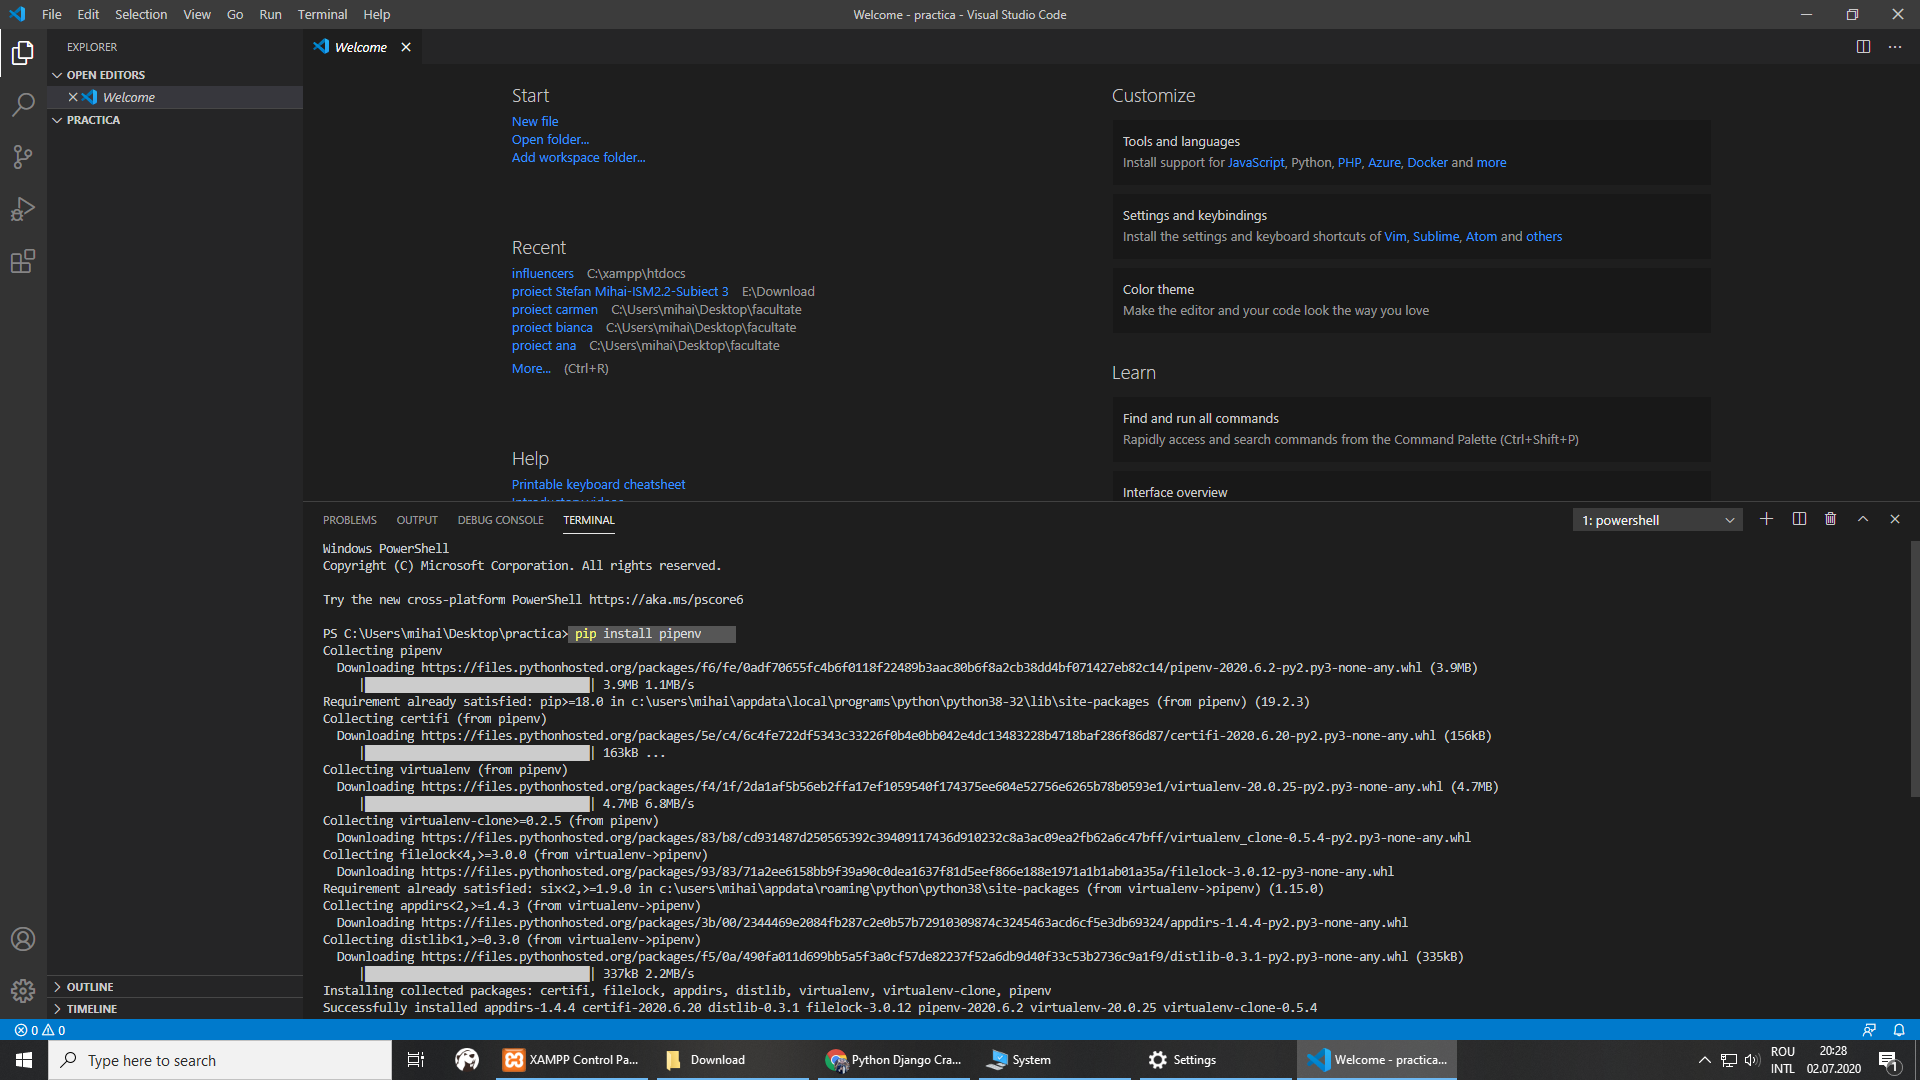 File Edit Selection View Go Run Terminal Help
Welcome - practica - Visual Studio Code
EXPLORER
OPEN EDITORS
Welcome
PRACTICA
OUTLINE
TIMELINE
Welcome
Start
New file
Open folder...
Add workspace folder...
Recent
influencers C:\xampp\htdocs
proiect Stefan Mihai-ISM2.2-Subiect 3 E:\Download
proiect carmen C:\Users\mihai\Desktop\facultate
proiect bianca C:\Users\mihai\Desktop\facultate
proiect ana C:\Users\mihai\Desktop\facultate
More... (Ctrl+R)
Help
Printable keyboard cheatsheet
Introductory videos
Customize
Tools and languages
Install support for JavaScript, Python, PHP, Azure, Docker and more
Settings and keybindings
Install the settings and keyboard shortcuts of Vim, Sublime, Atom and others
Color theme
Make the editor and your code look the way you love
Learn
Find and run all commands
Rapidly access and search commands from the Command Palette (Ctrl+Shift+P)
Interface overview
PROBLEMS OUTPUT DEBUG CONSOLE TERMINAL
1: powershell
Windows PowerShell
Copyright (C) Microsoft Corporation. All rights reserved.
Try the new cross-platform PowerShell https://aka.ms/pscore6
PS C:\Users\mihai\Desktop\practica> pip install pipenv
Collecting pipenv
Downloading https://files.pythonhosted.org/packages/f6/fe/0adf70655fc4b6f0118f22489b3aac80b6f8a2cb38dd4bf071427eb82c14/pipenv-2020.6.2-py2.py3-none-any.whl (3.9MB)
| | 3.9MB 1.1MB/s
Requirement already satisfied: pip>=18.0 in c:\users\mihai\appdata\local\programs\python\python38-32\lib\site-packages (from pipenv) (19.2.3)
Collecting certifi (from pipenv)
Downloading https://files.pythonhosted.org/packages/5e/c4/6c4fe722df5343c33226f0b4e0bb042e4dc13483228b4718baf286f86d87/certifi-2020.6.20-py2.py3-none-any.whl (156kB)
| | 163kB ...
Collecting virtualenv (from pipenv)
Downloading https://files.pythonhosted.org/packages/f4/1f/2da1af5b56eb2ffa17ef1059540f174375ee604e52756e6265b78b0593e1/virtualenv-20.0.25-py2.py3-none-any.whl (4.7MB)
| | 4.7MB 6.8MB/s
Collecting virtualenv-clone>=0.2.5 (from pipenv)
Downloading https://files.pythonhosted.org/packages/83/b8/cd931487d250565392c39409117436d910232c8a3ac09ea2fb62a6c47bff/virtualenv_clone-0.5.4-py2.py3-none-any.whl
Collecting filelock<4,>=3.0.0 (from virtualenv->pipenv)
Downloading https://files.pythonhosted.org/packages/93/83/71a2ee6158bb9f39a90c0dea1637f81d5eef866e188e1971a1b1ab01a35a/filelock-3.0.12-py3-none-any.whl
Requirement already satisfied: six<2,>=1.9.0 in c:\users\mihai\appdata\roaming\python\python38\site-packages (from virtualenv->pipenv) (1.15.0)
Collecting appdirs<2,>=1.4.3 (from virtualenv->pipenv)
Downloading https://files.pythonhosted.org/packages/3b/00/2344469e2084fb287c2e0b57b72910309874c3245463acd6cf5e3db69324/appdirs-1.4.4-py2.py3-none-any.whl
Collecting distlib<1,>=0.3.0 (from virtualenv->pipenv)
Downloading https://files.pythonhosted.org/packages/f5/0a/490fa011d699bb5a5f3a0cf57de82237f52a6db9d40f33c53b2736c9a1f9/distlib-0.3.1-py2.py3-none-any.whl (335kB)
| | 337kB 2.2MB/s
Installing collected packages: certifi, filelock, appdirs, distlib, virtualenv, virtualenv-clone, pipenv
Successfully installed appdirs-1.4.4 certifi-2020.6.20 distlib-0.3.1 filelock-3.0.12 pipenv-2020.6.2 virtualenv-20.0.25 virtualenv-clone-0.5.4
0 0
Type here to search
XAMPP Control Pa...
Download
Python Django Cra...
System
Settings
Welcome - practica...
ROU
INTL
20:28
02.07.2020
1